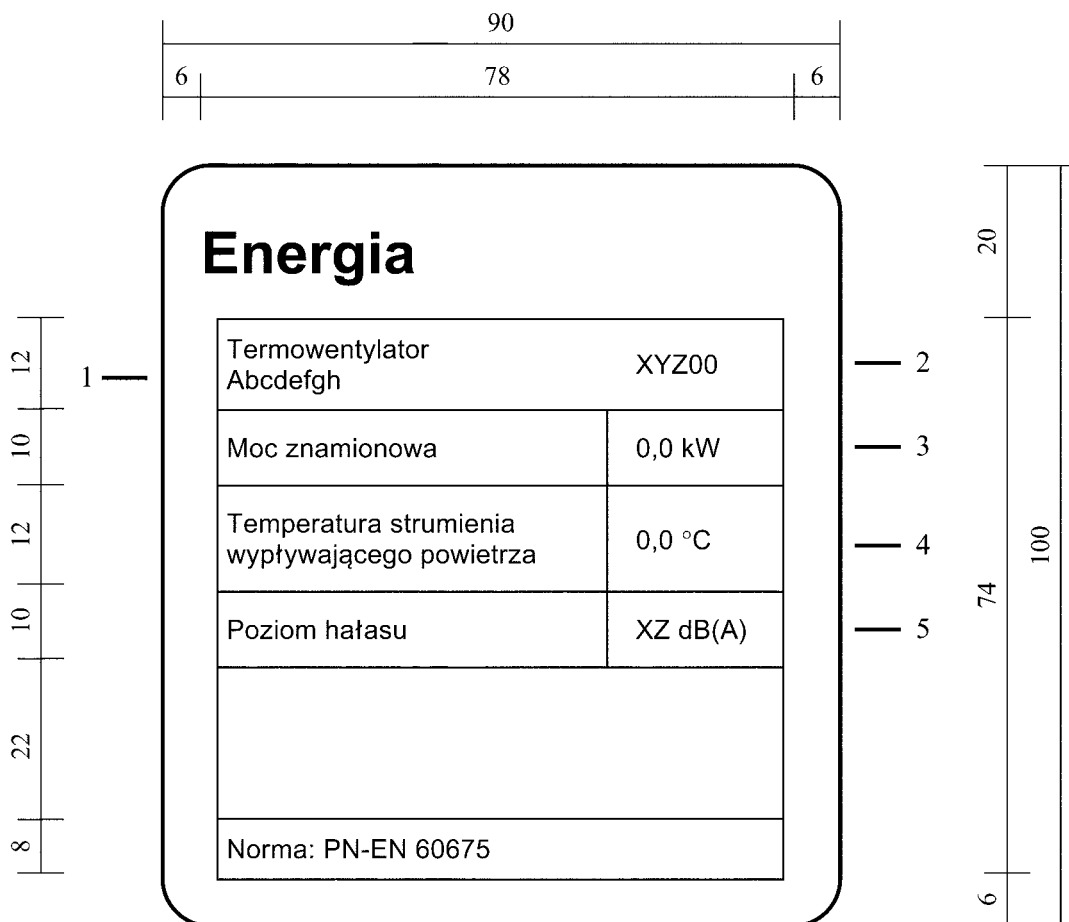 90
6 78 6
Energia
20
12
1
Termowentylator
Abcdefgh
XYZ00
2
10
Moc znamionowa
0,0 kW
3
12
Temperatura strumienia
wypływającego powietrza
0,0 °C
4
100
74
10
Poziom hałasu
XZ dB(A)
5
22
8
Norma: PN-EN 60675
6